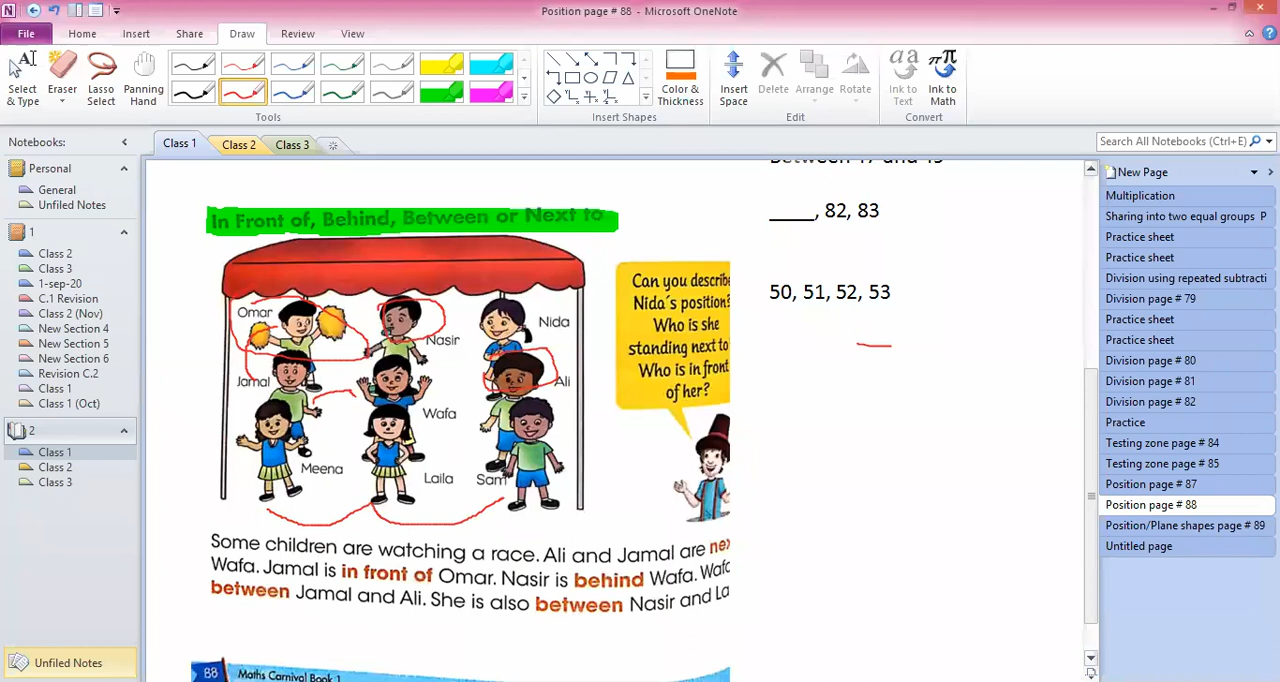 Position page # 88 - Microsoft OneNote
File Home Insert Share Draw Review View
Select & Type
Eraser
Lasso Select
Panning Hand
Color & Thickness
Insert Space
Delete
Arrange
Rotate
Ink to Text
Ink to Math
Tools
Insert Shapes
Edit
Convert
Notebooks:
Personal
General
Unfiled Notes
1
Class 2
Class 3
1-sep-20
C.1 Revision
Class 2 (Nov)
New Section 4
New Section 5
New Section 6
Revision C.2
Class 1
Class 1 (Oct)
2
Class 1
Class 2
Class 3
Unfiled Notes
Class 1 Class 2 Class 3
Search All Notebooks (Ctrl+E)
In Front of, Behind, Between or Next to
Omar
Nasir
Nida
Jamal
Wafa
Ali
Meena
Laila
Sam
Can you describe
Nida's position?
Who is she
standing next to
Who is in front
of her?
Some children are watching a race. Ali and Jamal are nex
Wafa. Jamal is in front of Omar. Nasir is behind Wafa. Wafa
between Jamal and Ali. She is also between Nasir and La
88 Maths Carnival Book 1
____, 82, 83
50, 51, 52, 53
New Page
Multiplication
Sharing into two equal groups P
Practice sheet
Practice sheet
Division using repeated subtracti
Division page # 79
Practice sheet
Practice sheet
Division page # 80
Division page # 81
Division page # 82
Practice
Testing zone page # 84
Testing zone page # 85
Position page # 87
Position page # 88
Position/Plane shapes page # 89
Untitled page